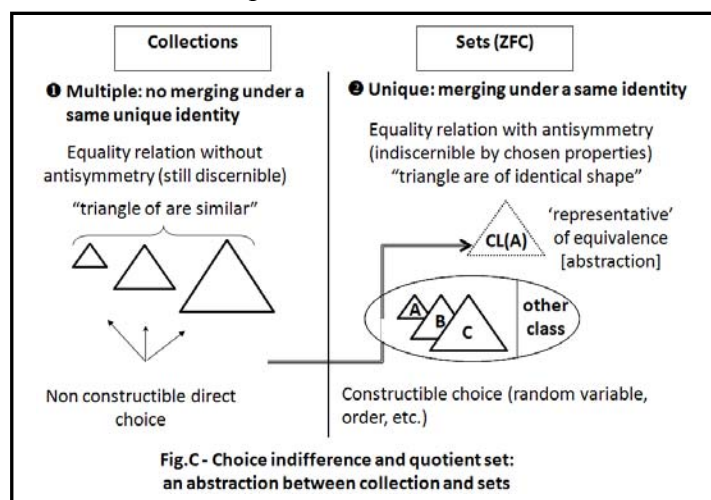 Collections
❶ Multiple: no merging under a
same unique identity
Equality relation without
antisymmetry (still discernible)
“triangle of are similar”
Non constructible direct
choice
Sets (ZFC)
❷ Unique: merging under a same identity
Equality relation with antisymmetry
(indiscernible by chosen properties)
“triangle are of identical shape”
CL(A)
‘representative’
of equivalence
[abstraction]
A
B
C
other
class
Constructible choice (random variable,
order, etc.)
Fig.C - Choice indifference and quotient set:
an abstraction between collection and sets